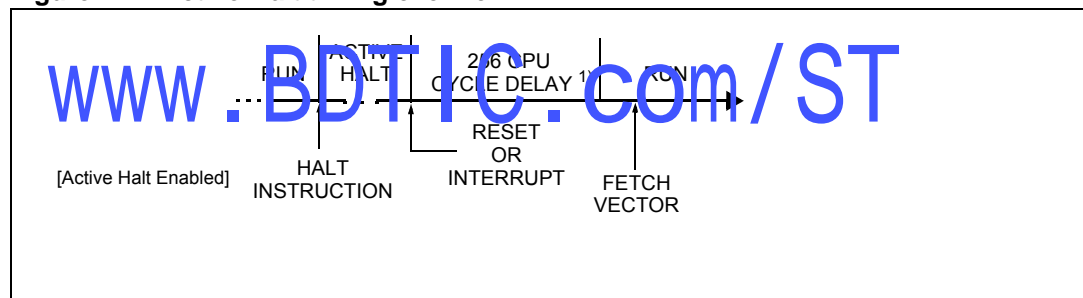 ACTIVE
HALT
RUN
256 CPU
CYCLE DELAY 1)
RUN
www.BDTIC.com/ST
RESET
OR
INTERRUPT
HALT
INSTRUCTION
[Active Halt Enabled]
FETCH
VECTOR